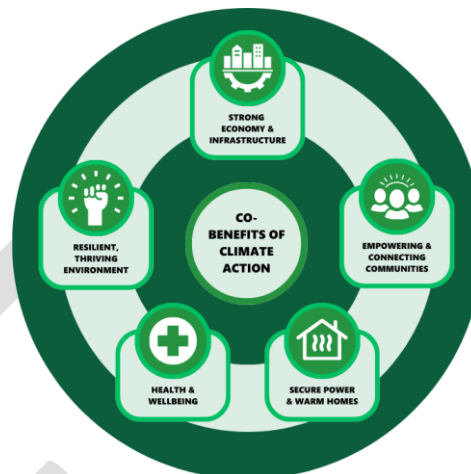 STRONG
ECONOMY &
INFRASTRUCTURE
RESILIENT,
THRIVING
ENVIRONMENT
CO-
BENEFITS OF
CLIMATE
ACTION
EMPOWERING &
CONNECTING
COMMUNITIES
HEALTH &
WELLBEING
SECURE POWER
& WARM HOMES